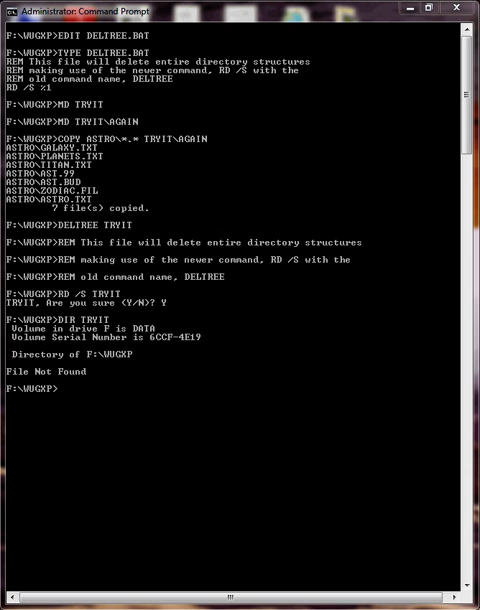 Administrator: Command Prompt
F:\WUGXP>EDIT DELTREE.BAT
F:\WUGXP>TYPE DELTREE.BAT
REM This file will delete entire directory structures
REM making use of the newer command, RD /S with the
REM old command name, DELTREE
RD /S %1
F:\WUGXP>MD TRYIT
F:\WUGXP>MD TRYIT\AGAIN
F:\WUGXP>COPY ASTRO\*.* TRYIT\AGAIN
ASTRO\GALAXY.TXT
ASTRO\PLANETS.TXT
ASTRO\TITAN.TXT
ASTRO\AST.99
ASTRO\AST.BUD
ASTRO\ZODIAC.FIL
ASTRO\ASTRO.TXT
7 file(s) copied.
F:\WUGXP>DELTREE TRYIT
F:\WUGXP>REM This file will delete entire directory structures
F:\WUGXP>REM making use of the newer command, RD /S with the
F:\WUGXP>REM old command name, DELTREE
F:\WUGXP>RD /S TRYIT
TRYIT, Are you sure (Y/N)? Y
F:\WUGXP>DIR TRYIT
Volume in drive F is DATA
Volume Serial Number is 6CCF-4E19
Directory of F:\WUGXP
File Not Found
F:\WUGXP>